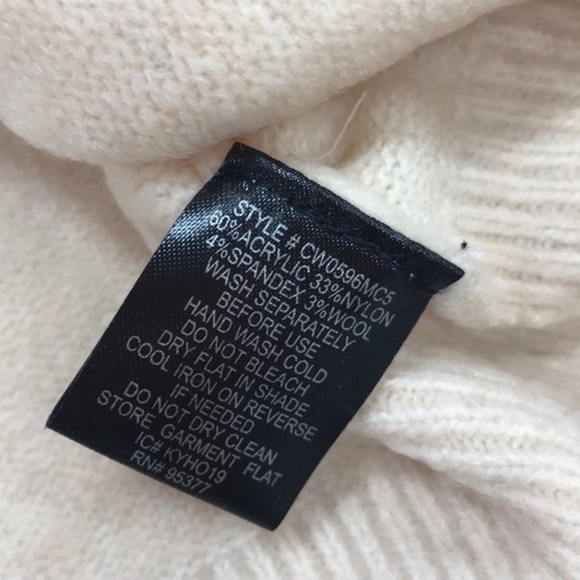 STYLE # CW0596MC5
60%ACRYLIC 33%NYLON
4%SPANDEX 3%WOOL
WASH SEPARATELY
BEFORE USE
HAND WASH COLD
DO NOT BLEACH
DRY FLAT IN SHADE
COOL IRON ON REVERSE
IF NEEDED
DO NOT DRY CLEAN
STORE GARMENT FLAT
IC# KYHO19
RN# 95377